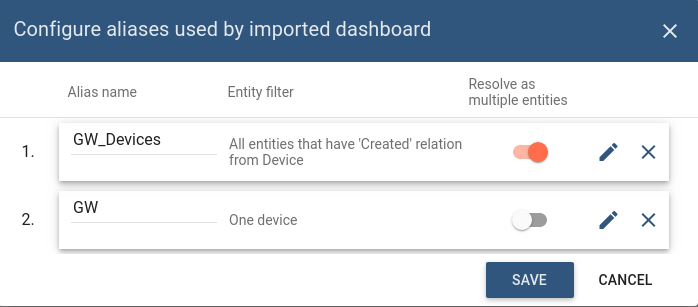 Configure aliases used by imported dashboard
Alias name
Entity filter
Resolve as
multiple entities
1.
GW_Devices
All entities that have 'Created' relation
from Device
2.
GW
One device
SAVE
CANCEL